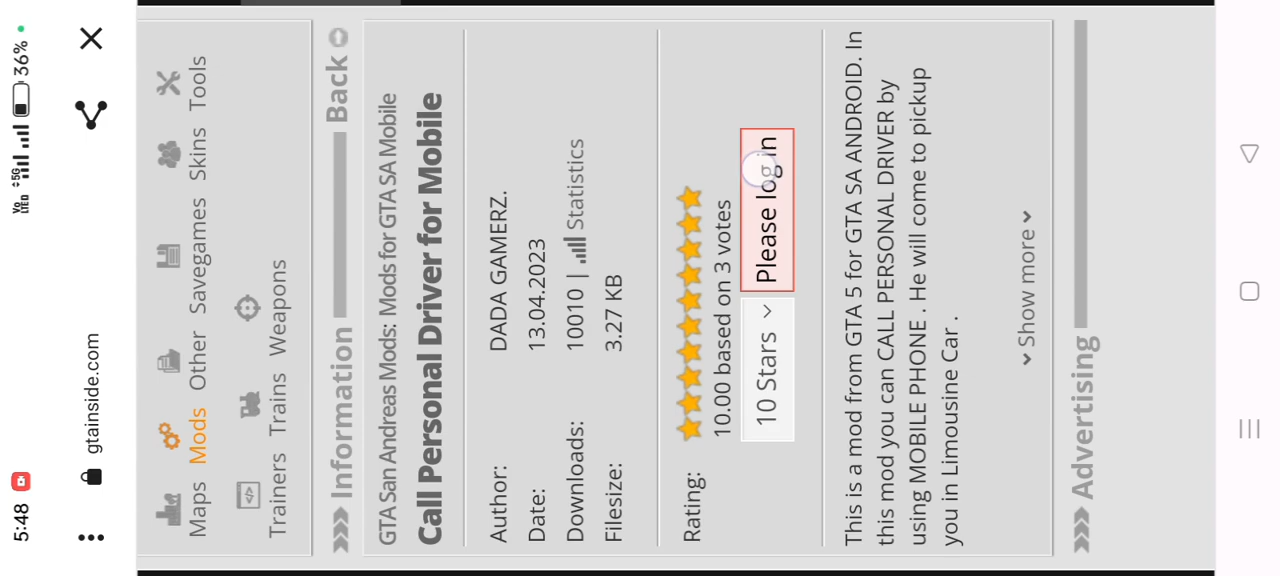 5:48
Vo LTE 5G 36%
gtainside.com
Maps Mods Other Savegames Skins Tools
Trainers Trains Weapons
Information Back
GTA San Andreas Mods: Mods for GTA SA Mobile
Call Personal Driver for Mobile
Author: DADA GAMERZ.
Date: 13.04.2023
Downloads: 10010 | Statistics
Filesize: 3.27 KB
Rating:
10.00 based on 3 votes
10 Stars Please log in
This is a mod from GTA 5 for GTA SA ANDROID. In
this mod you can CALL PERSONAL DRIVER by
using MOBILE PHONE . He will come to pickup
you in Limousine Car .
Show more
Advertising